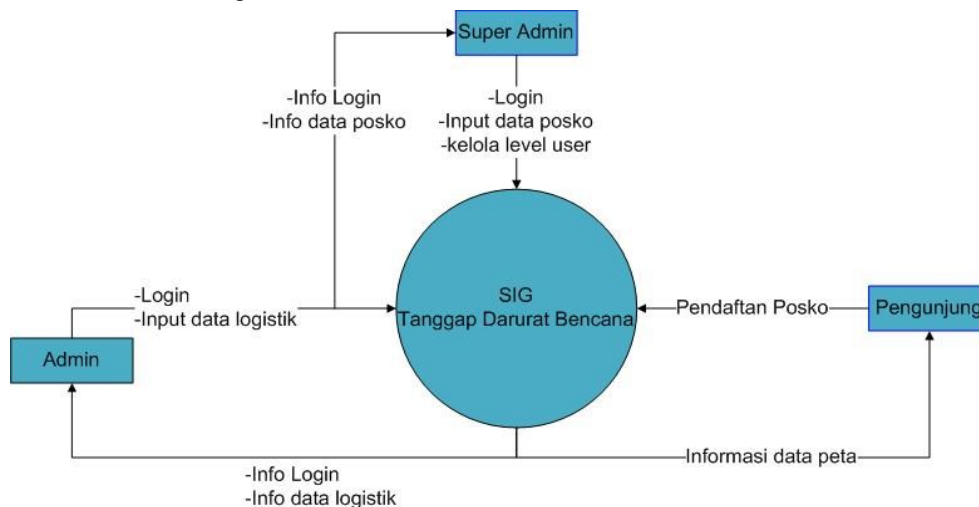 Super Admin
-Info Login
-Info data posko
-Login
-Input data posko
-kelola level user
-Login
-Input data logistik
SIG
Tanggap Darurat Bencana
Pendaftan Posko
Pengunjung
Admin
-Info Login
-Info data logistik
Informasi data peta